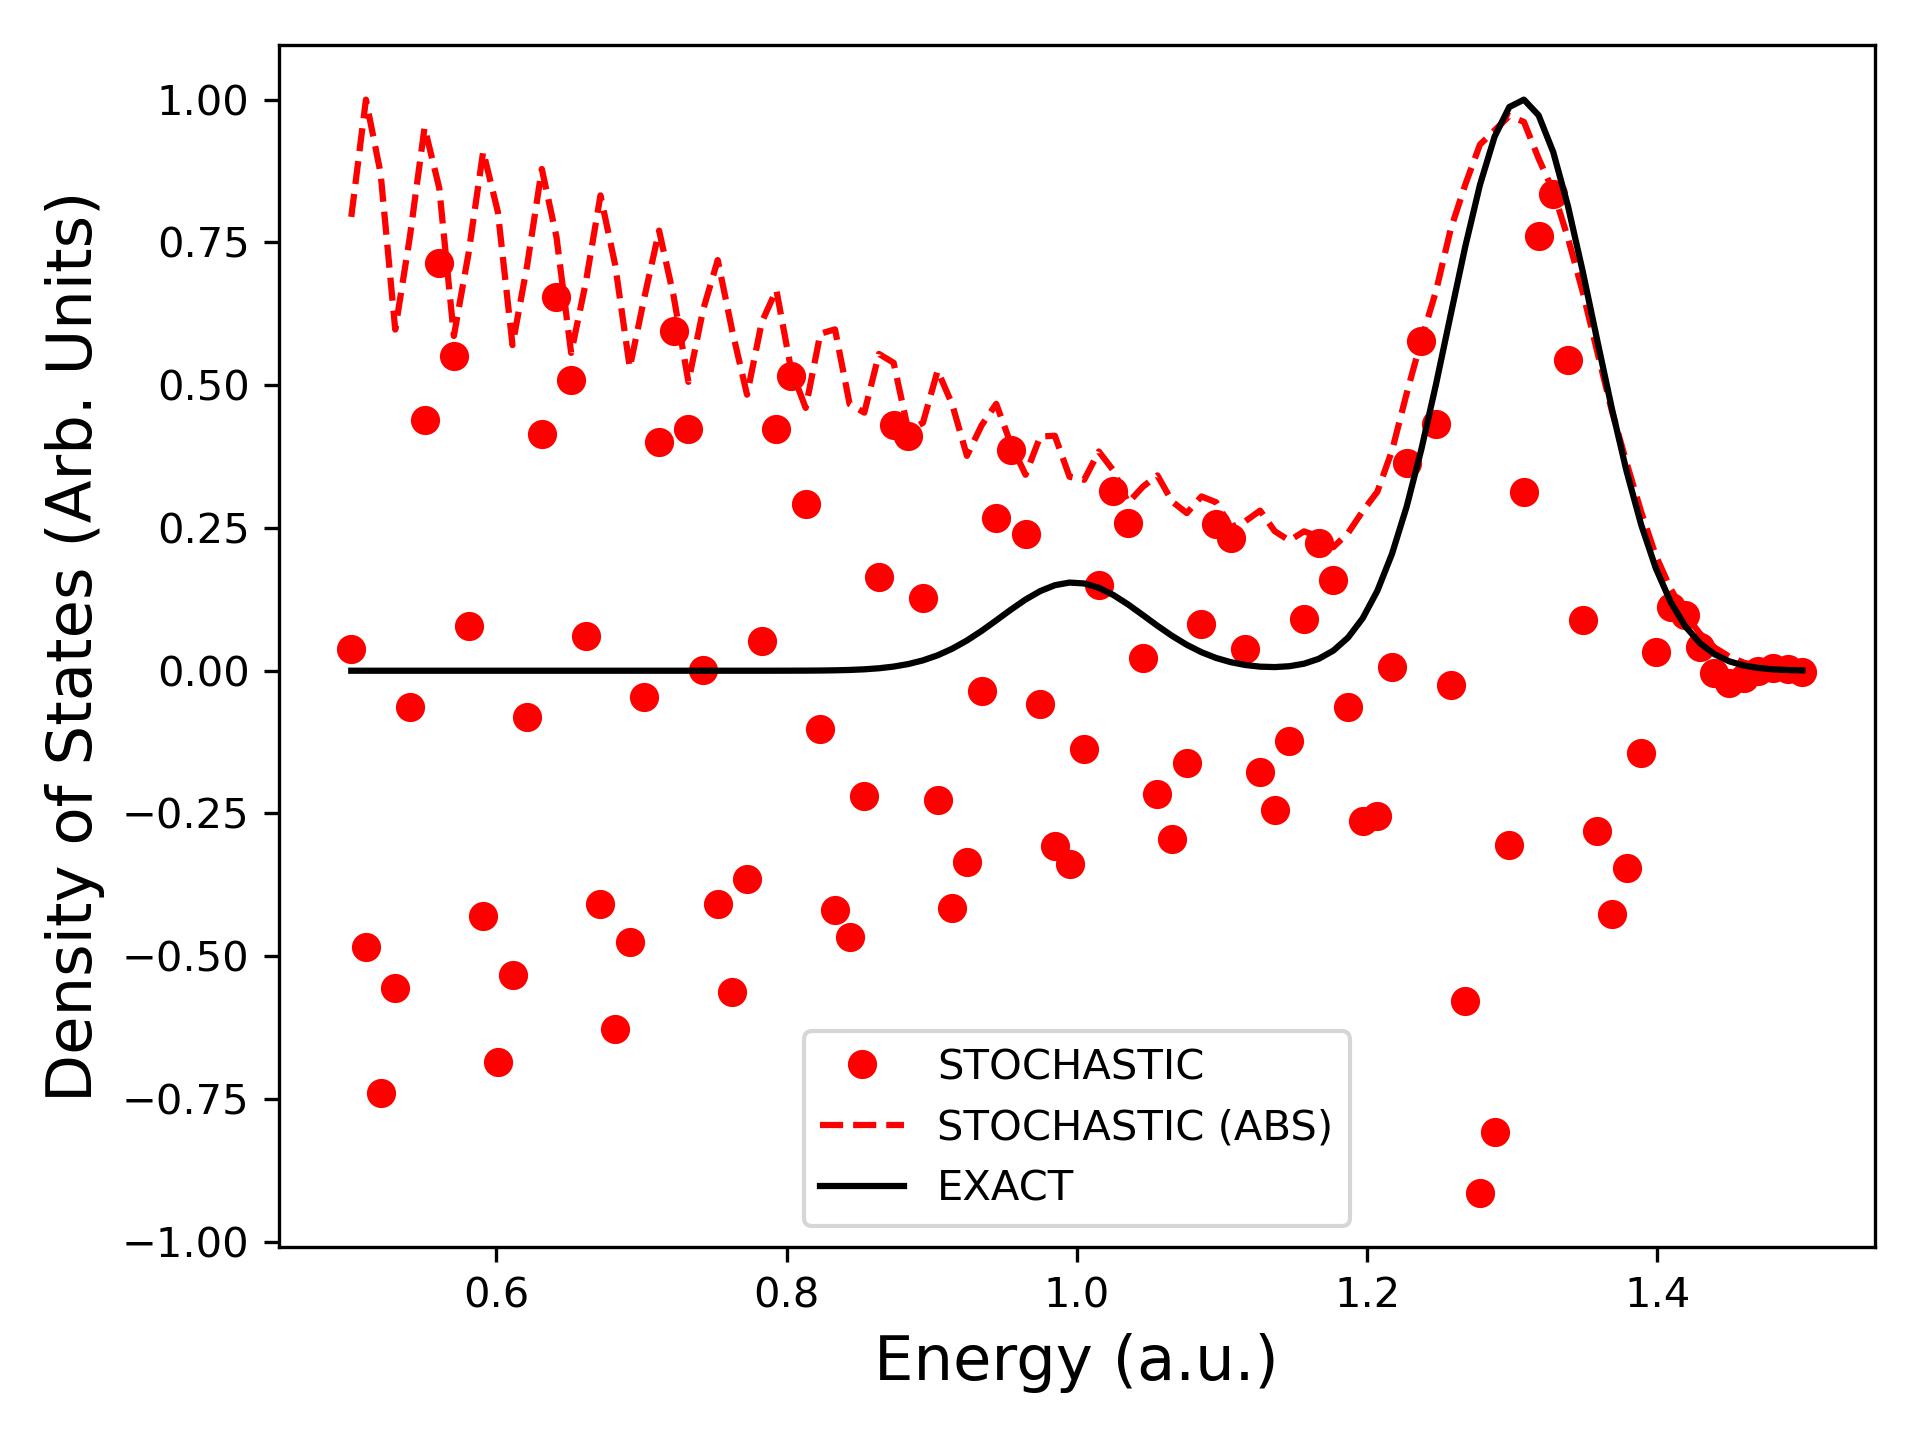 Density of States (Arb. Units)
1.00
0.75
0.50
0.25
0.00
−0.25
−0.50
−0.75
−1.00
STOCHASTIC
STOCHASTIC (ABS)
EXACT
0.6 0.8 1.0 1.2 1.4
Energy (a.u.)